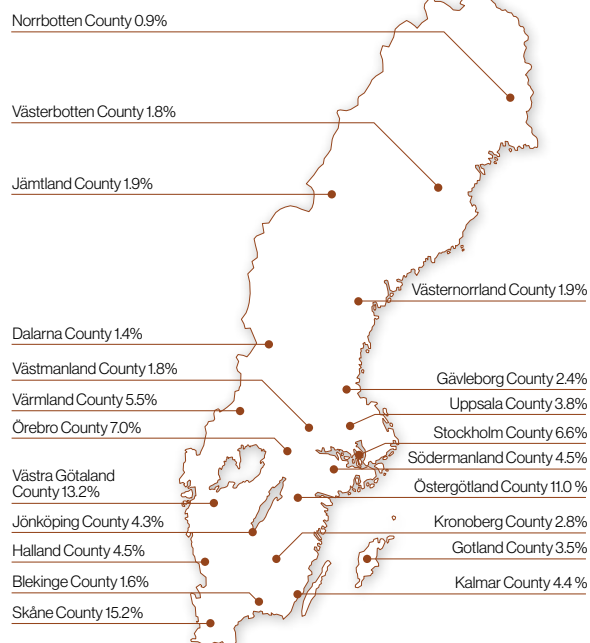 Norrbotten County 0.9%
Västerbotten County 1.8%
Jämtland County 1.9%
Västernorrland County 1.9%
Dalarna County 1.4%
Västmanland County 1.8%
Värmland County 5.5%
Örebro County 7.0%
Västra Götaland
County 13.2%
Jönköping County 4.3%
Halland County 4.5%
Blekinge County 1.6%
Skåne County 15.2%
Gävleborg County 2.4%
Uppsala County 3.8%
Stockholm County 6.6%
Södermanland County 4.5%
Östergötland County 11.0 %
Kronoberg County 2.8%
Gotland County 3.5%
Kalmar County 4.4 %